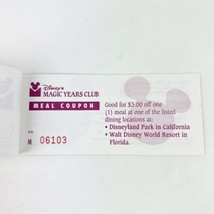 Disney's
MAGIC YEARS CLUB
MEAL COUPON
Good for $3.00 off one
(1) meal at one of the listed
dining locations at:
• Disneyland Park in California
• Walt Disney World Resort in
Florida.
M 06103